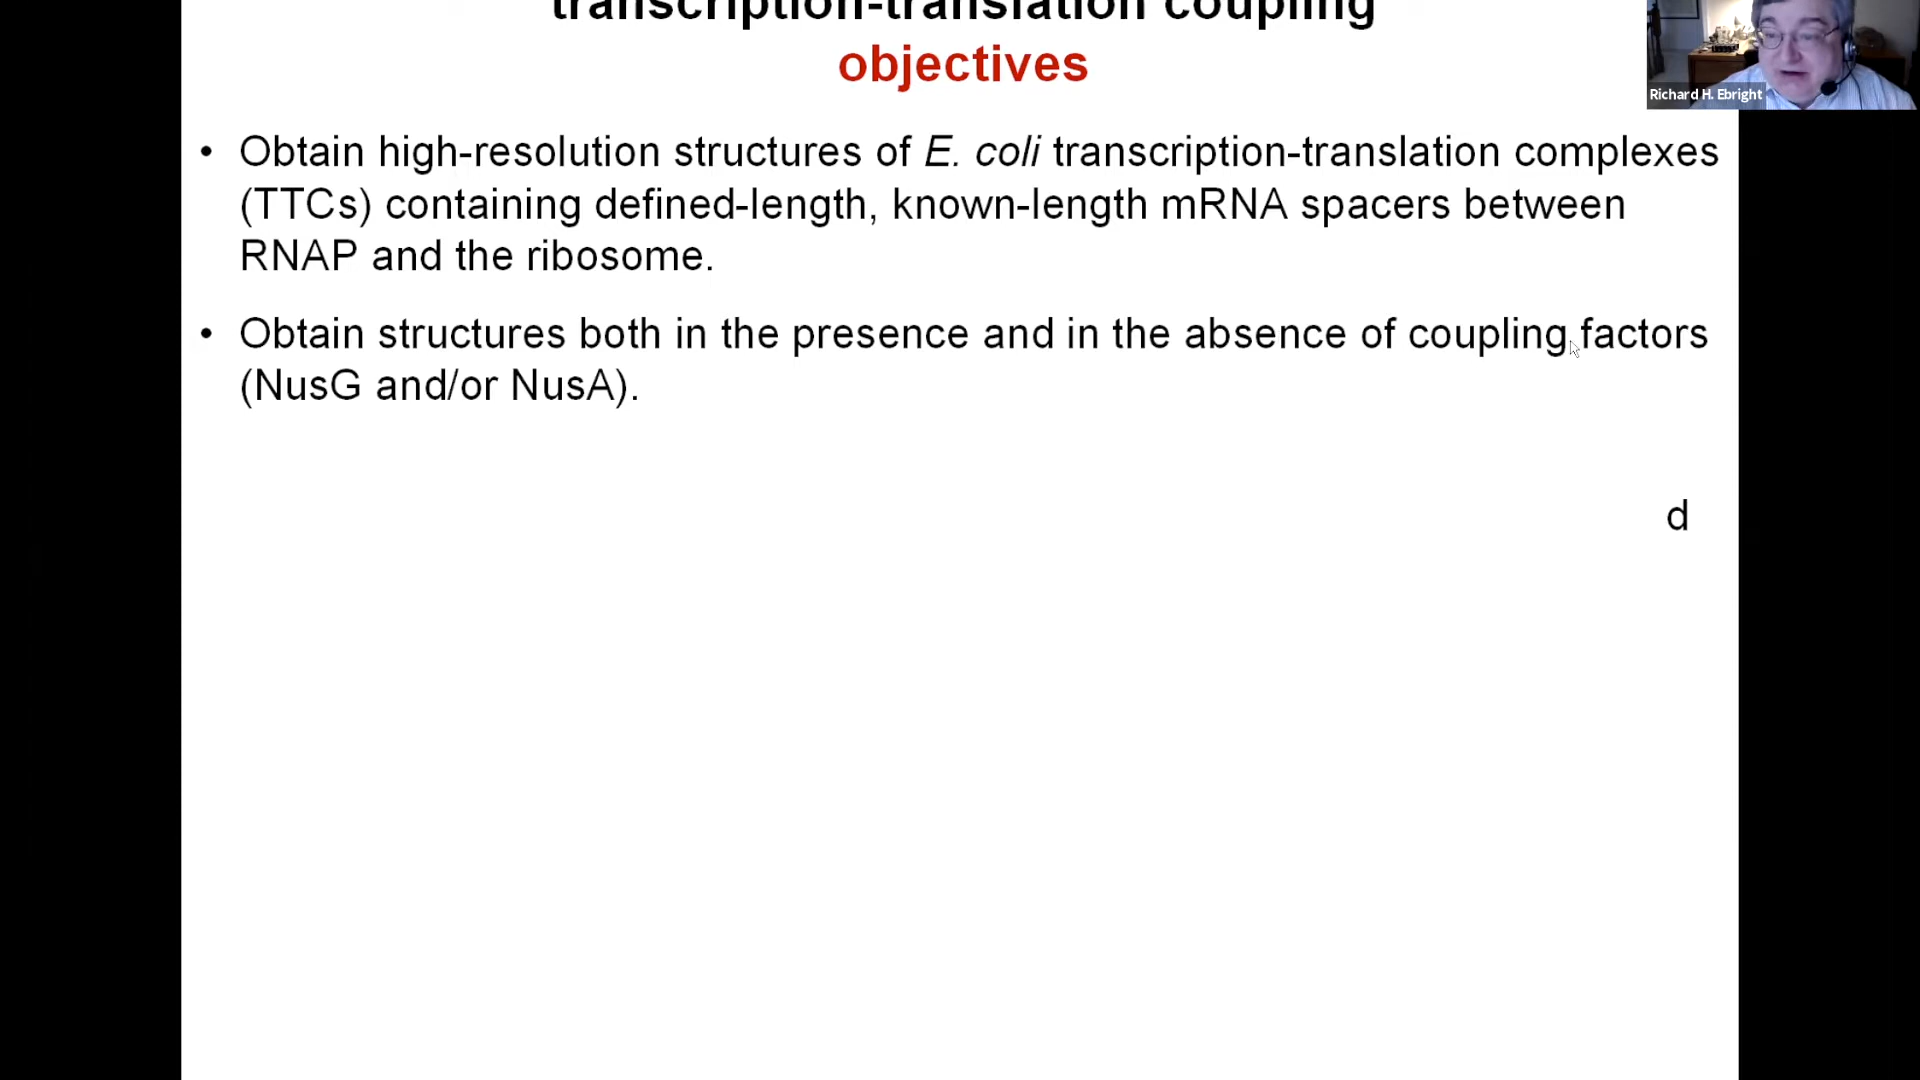 transcription-translation coupling
objectives
Richard H. Ebright
• Obtain high-resolution structures of E. coli transcription-translation complexes
(TTCs) containing defined-length, known-length mRNA spacers between
RNAP and the ribosome.
• Obtain structures both in the presence and in the absence of coupling factors
(NusG and/or NusA).
d